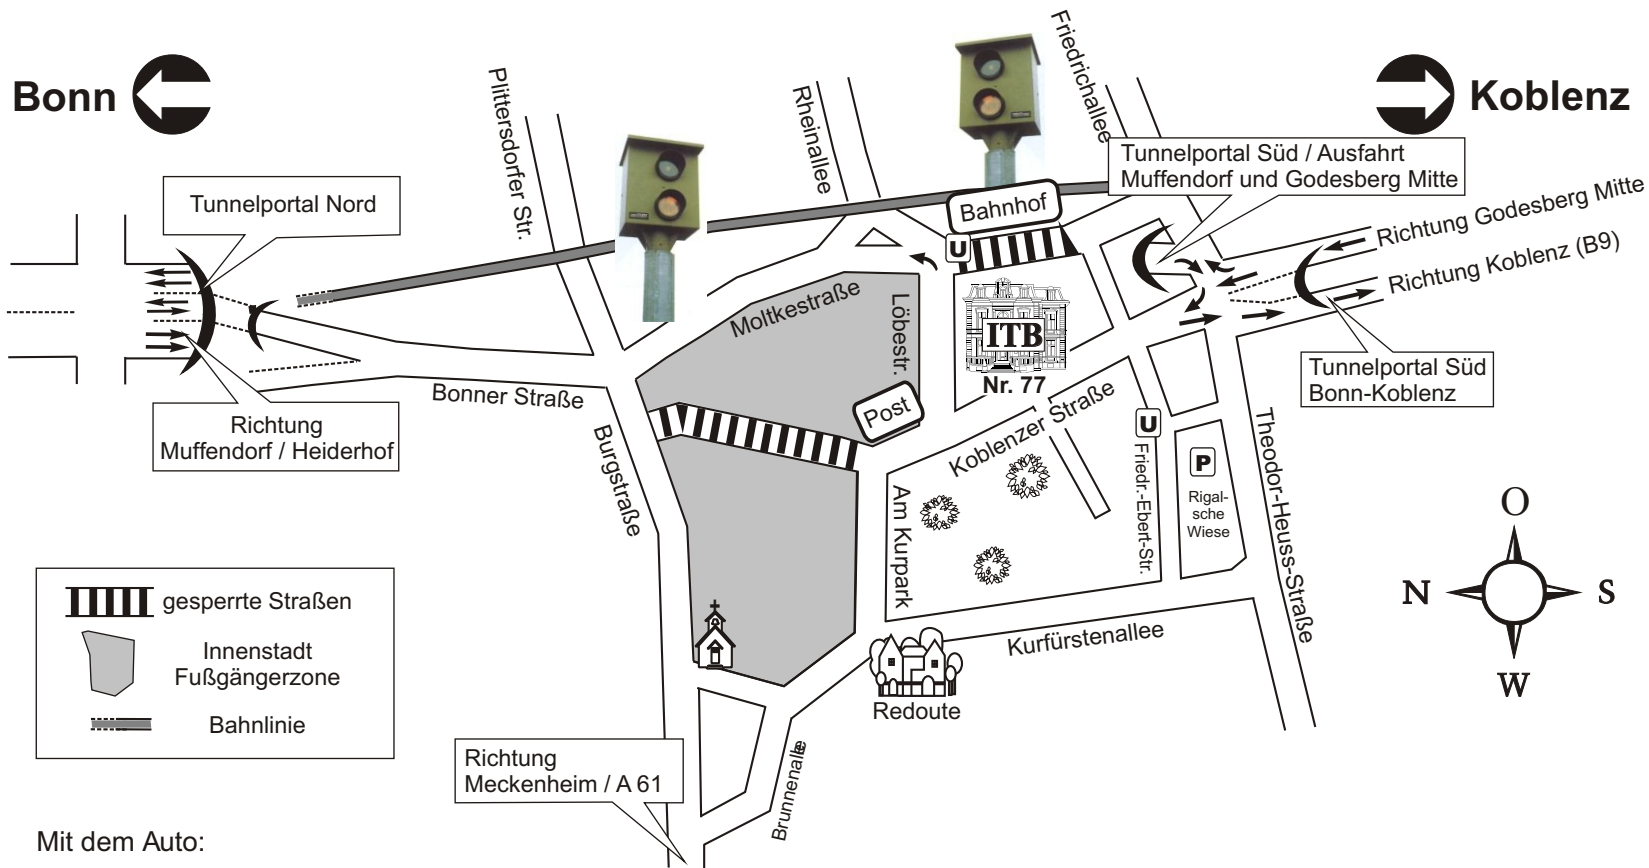 Bonn
Koblenz
Plittersdorfer Str.
Rheinallee
Friedrichallee
Tunnelportal Süd / Ausfahrt
Muffendorf und Godesberg Mitte
Tunnelportal Nord
Bahnhof
U
Richtung Godesberg Mitte
Richtung Koblenz (B9)
Moltkestraße
Löbestr.
ITB
Nr. 77
Tunnelportal Süd
Bonn-Koblenz
Bonner Straße
Post
Richtung
Muffendorf / Heiderhof
Burgstraße
Koblenzer Straße
U
Friedr.-Ebert-Str.
P
Rigal-
sche
Wiese
Theodor-Heuss-Straße
Am Kurpark
O
N
S
W
gesperrte Straßen
Innenstadt
Fußgängerzone
Bahnlinie
Kurfürstenallee
Redoute
Richtung
Meckenheim / A 61
Brunnenallee
Mit dem Auto: